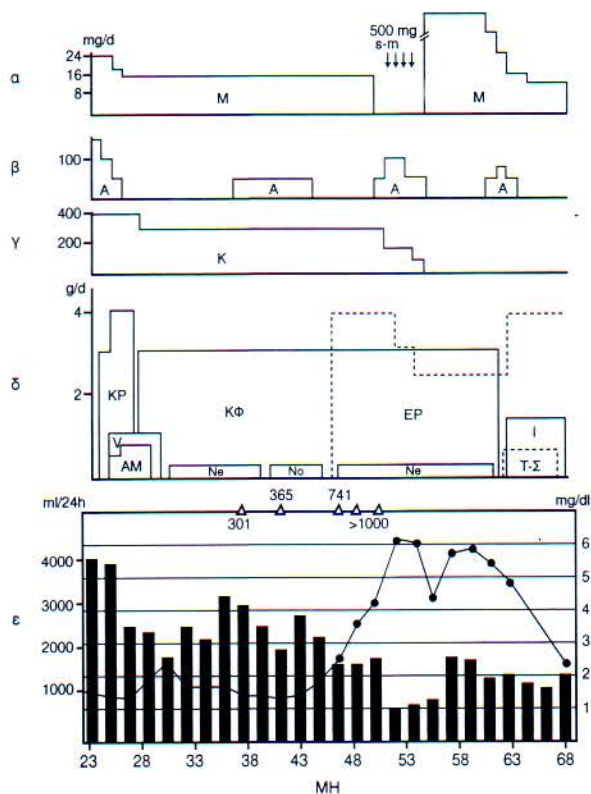 mg/d
24
16
8
α
M
500 mg
s-m
M
100
β
A
A
A
A
400
200
γ
K
g/d
4
2
δ
KP
V
AM
KΦ
EP
I
T-Σ
Ne
No
Ne
ml/24h
365
741
mg/dl
301
>1000
4000
3000
2000
1000
ε
6
5
4
3
2
1
23
28
33
38
43
48
53
58
63
68
MH